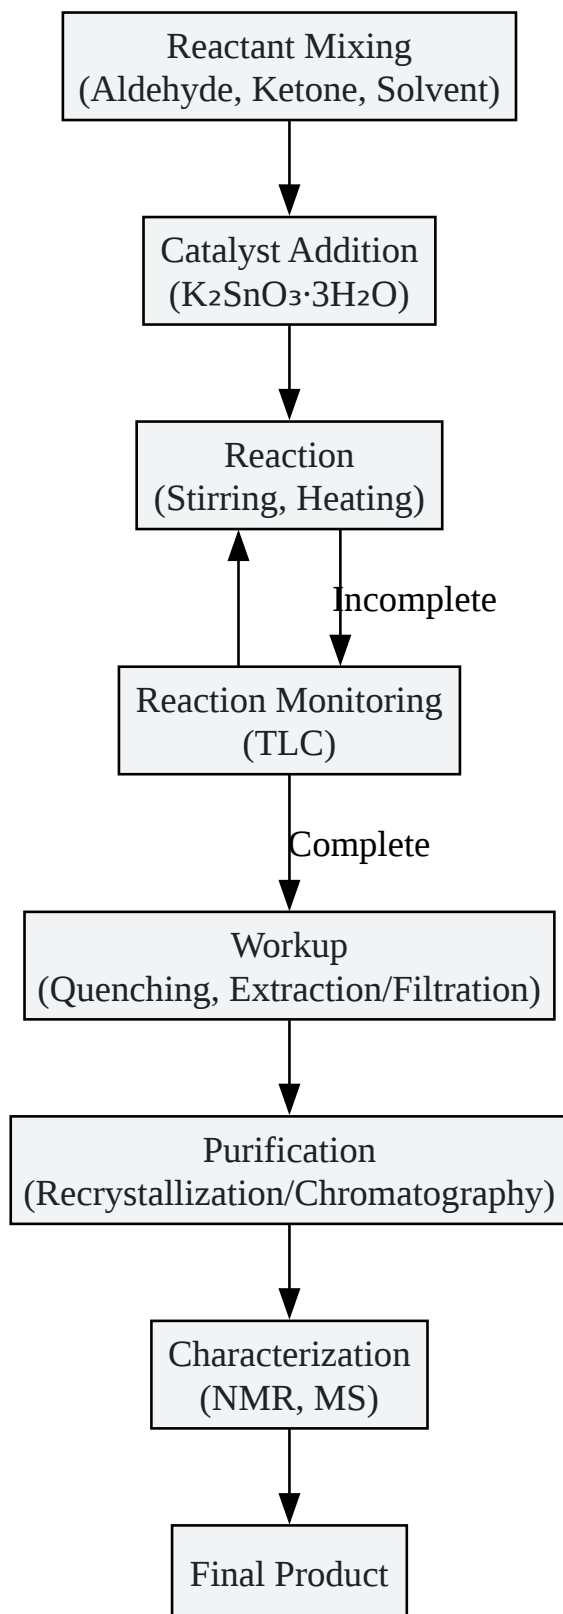 Reactant Mixing
(Aldehyde, Ketone, Solvent)
Catalyst Addition
(K₂SnO₃·3H₂O)
Reaction
(Stirring, Heating)
Incomplete
Reaction Monitoring
(TLC)
Complete
Workup
(Quenching, Extraction/Filtration)
Purification
(Recrystallization/Chromatography)
Characterization
(NMR, MS)
Final Product